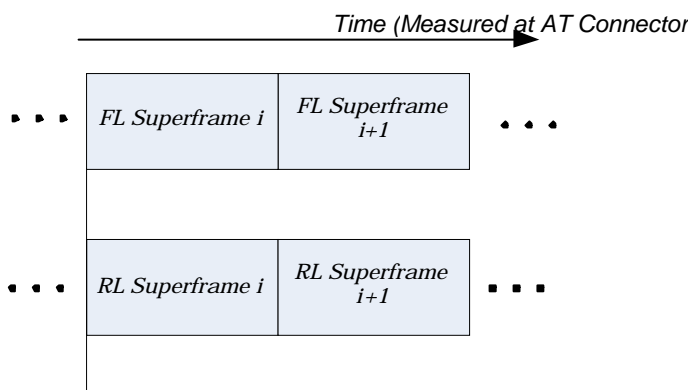 Time (Measured at AT Connector
FL Superframe i
FL Superframe
i+1
RL Superframe i
RL Superframe
i+1